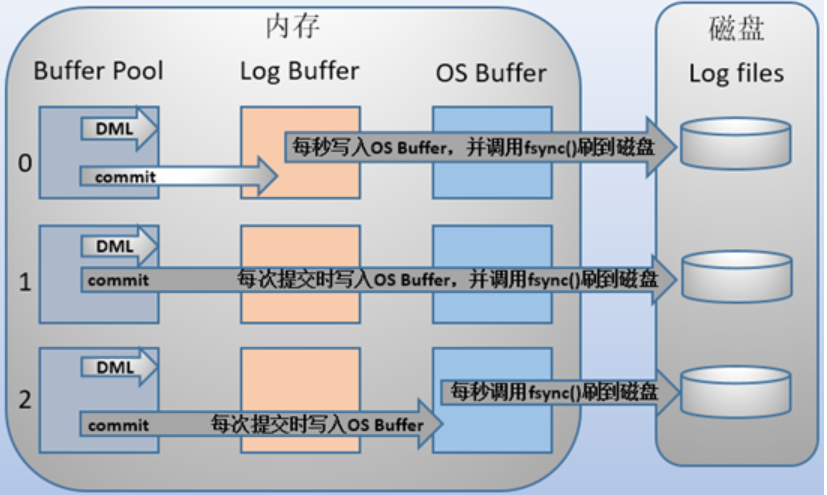 内存
磁盘
Buffer Pool
Log Buffer
OS Buffer
Log files
0
DML
每秒写入OS Buffer，并调用fsync()刷到磁盘
commit
1
DML
commit
每次提交时写入OS Buffer，并调用fsync()刷到磁盘
2
DML
每秒调用fsync()刷到磁盘
commit
每次提交时写入OS Buffer